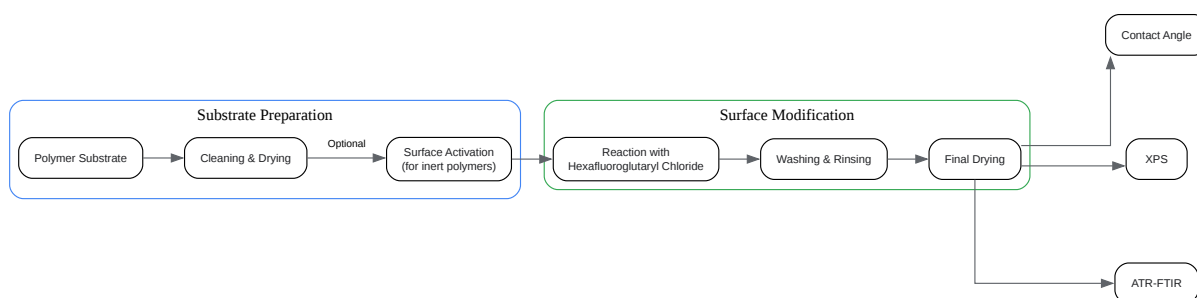 Contact Angle
Substrate Preparation
Surface Modification
Polymer Substrate
Cleaning & Drying
Optional
Surface Activation
(for inert polymers)
Reaction with
Hexafluoroglutaryl Chloride
Washing & Rinsing
Final Drying
XPS
ATR-FTIR